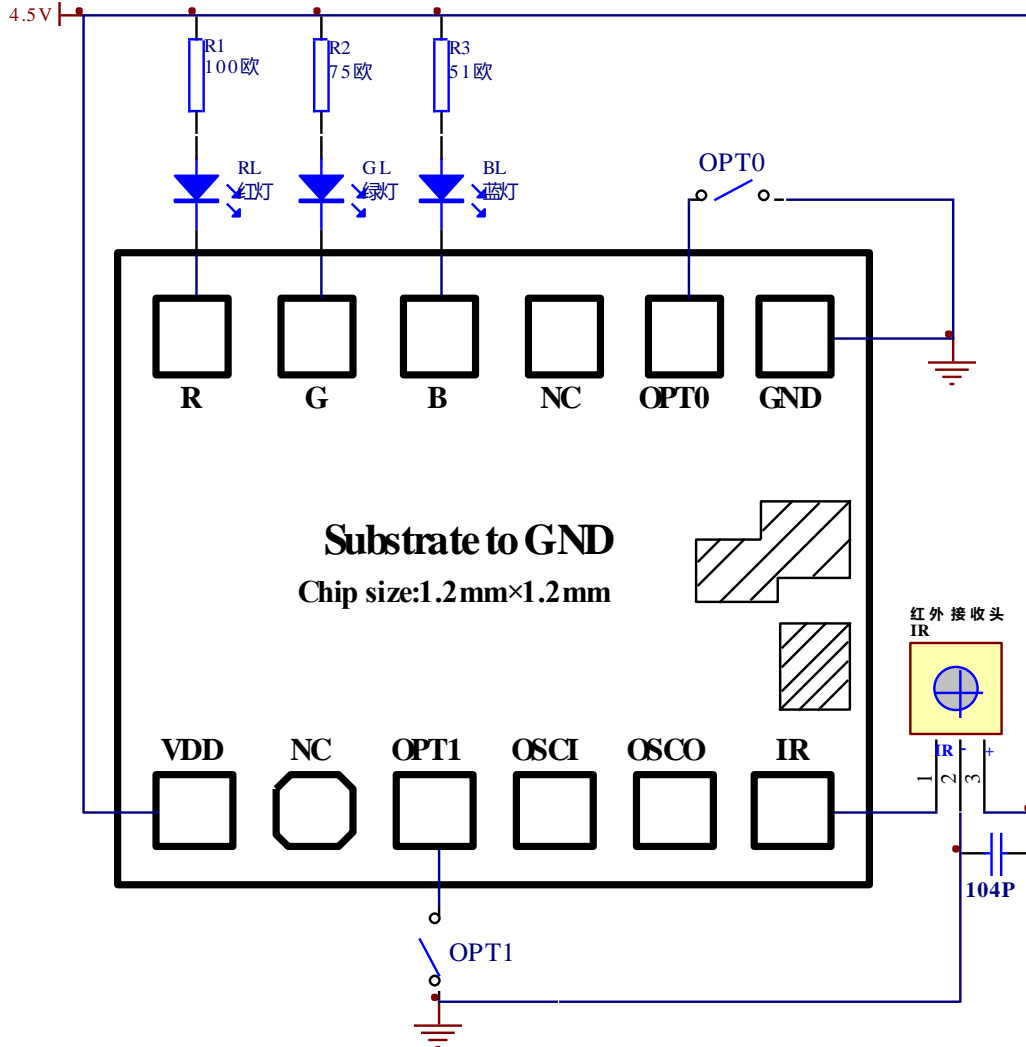 4.5V
R1
100欧
R2
75欧
R3
51欧
RL
红灯
GL
绿灯
BL
蓝灯
OPT0
R
G
B
NC
OPT0
GND
Substrate to GND
Chip size:1.2mm×1.2mm
红外接收头
IR
IR - +
1
2
3
VDD
NC
OPT1
OSCI
OSCO
IR
104P
OPT1